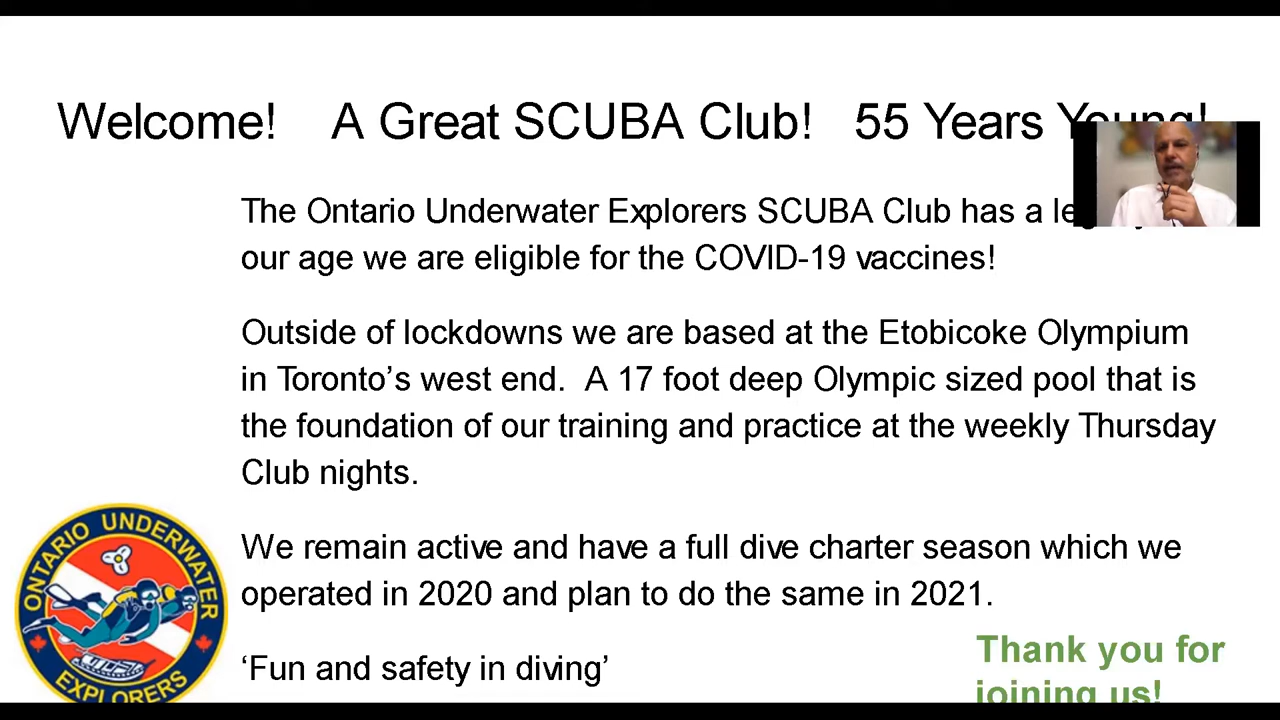 Welcome! A Great SCUBA Club! 55 Years Young!
The Ontario Underwater Explorers SCUBA Club has a
our age we are eligible for the COVID-19 vaccines!
Outside of lockdowns we are based at the Etobicoke Olympium
in Toronto’s west end. A 17 foot deep Olympic sized pool that is
the foundation of our training and practice at the weekly Thursday
Club nights.
We remain active and have a full dive charter season which we
operated in 2020 and plan to do the same in 2021.
‘Fun and safety in diving’
ONTARIO UNDERWATER
EXPLORERS
Thank you for
joining us!